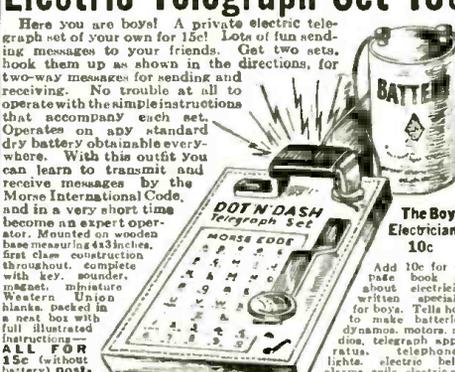 Electric Telegraph Set 15c
Here you are boys! A private electric tele-
graph set of your own for 15c! Lots of fun send-
ing messages to your friends. Get two sets,
hook them up as shown in the directions, for
two-way messages for sending and
receiving. No trouble at all to
operate with the simple instructions
that accompany each set.
Operates on any standard
dry battery obtainable every-
where. With this outfit you
can learn to transmit and
receive messages by the
Morse International Code,
and in a very short time
become an expert oper-
ator. Mounted on wooden
base measuring 4x3 inches,
first class construction
throughout, complete
with key, sounder,
magnet, miniature
Western Union
blanks, packed in
a neat box with
full illustrated
instructions—
ALL FOR
15c (without
battery) post-
BATTERY
DOT 'N' DASH
Telegraph Set
MORSE CODE
The Boy
Electrician
10c
Add 10c for
page book
about electrici
written special
for boys. Tells ho
to make batterie
dynamos, motors, r
dios, telegraph app
ratus, telephone
lights, electric bel